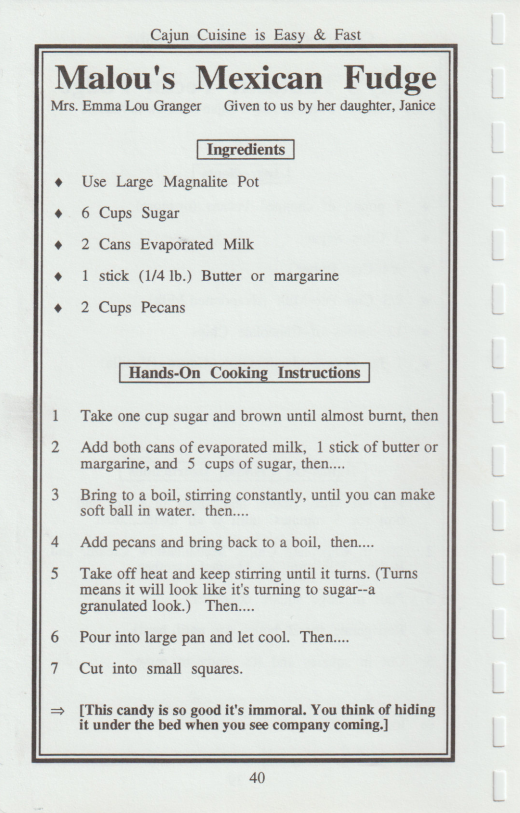 Cajun Cuisine is Easy & Fast
Malou's Mexican Fudge
Mrs. Emma Lou Granger Given to us by her daughter, Janice
Ingredients
♦ Use Large Magnalite Pot
♦ 6 Cups Sugar
♦ 2 Cans Evaporated Milk
♦ 1 stick (1/4 lb.) Butter or margarine
♦ 2 Cups Pecans
Hands-On Cooking Instructions
1 Take one cup sugar and brown until almost burnt, then
2 Add both cans of evaporated milk, 1 stick of butter or
margarine, and 5 cups of sugar, then....
3 Bring to a boil, stirring constantly, until you can make
soft ball in water. then....
4 Add pecans and bring back to a boil, then....
5 Take off heat and keep stirring until it turns. (Turns
means it will look like it's turning to sugar--a
granulated look.) Then....
6 Pour into large pan and let cool. Then....
7 Cut into small squares.
⇒ [This candy is so good it's immoral. You think of hiding
it under the bed when you see company coming.]
40